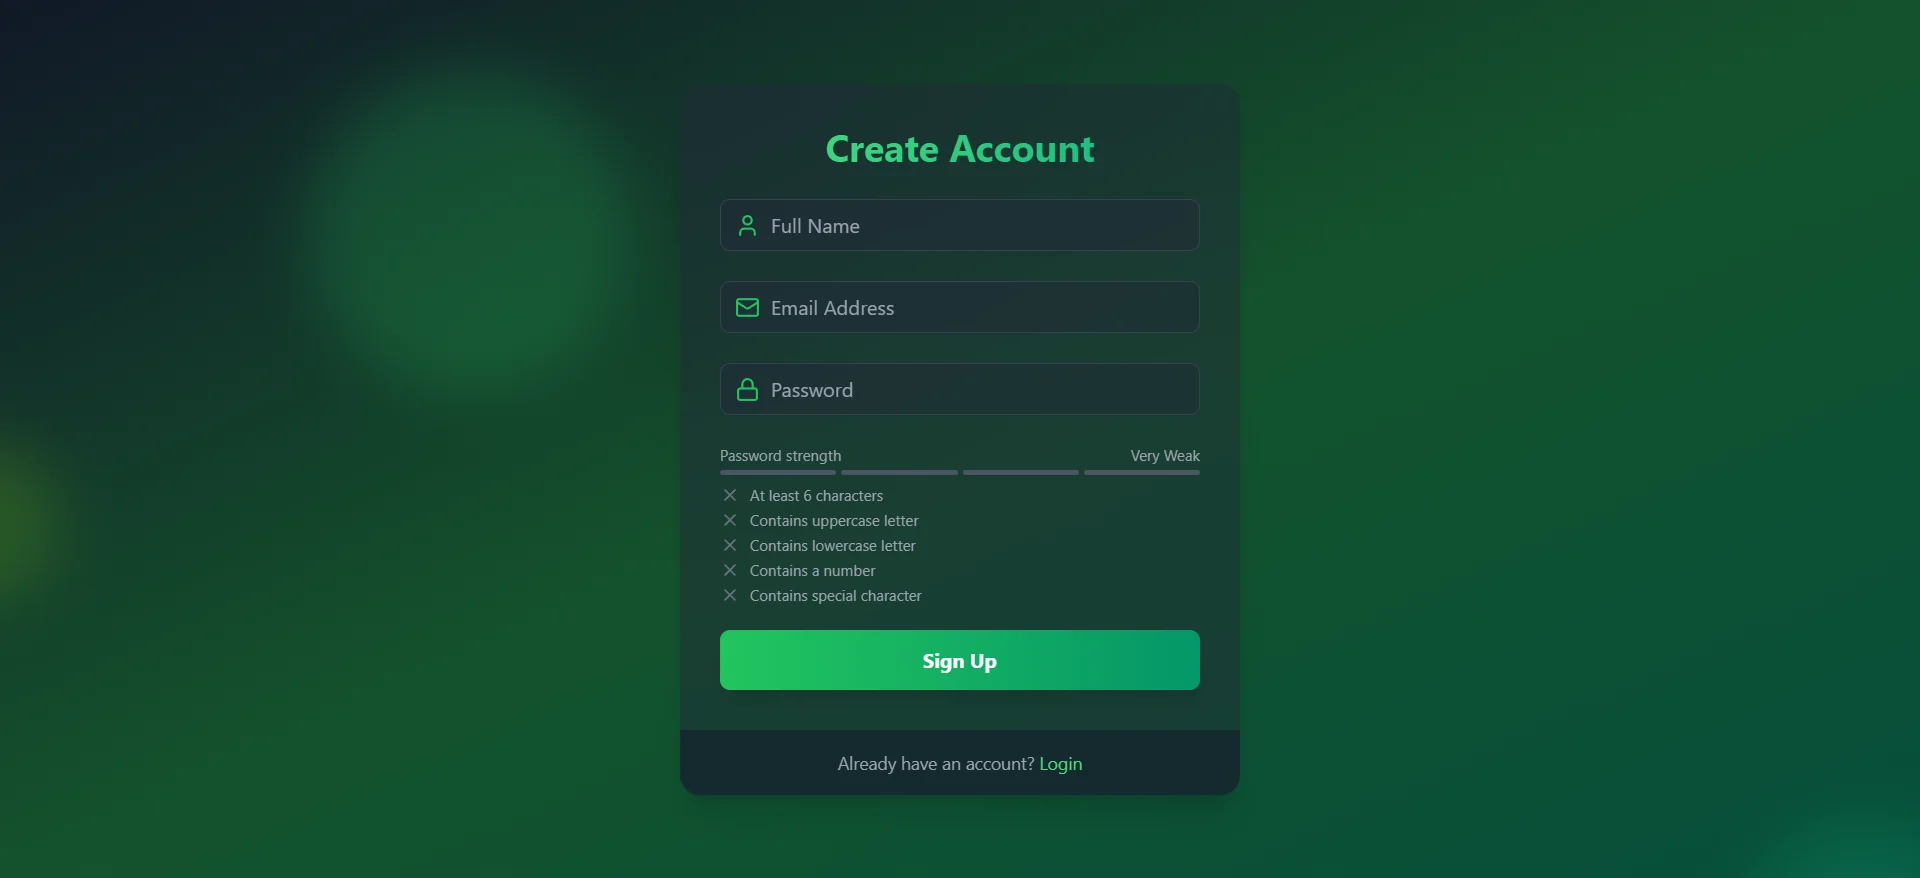 Create Account
Full Name
Email Address
Password
Password strength Very Weak
At least 6 characters
Contains uppercase letter
Contains lowercase letter
Contains a number
Contains special character
Sign Up
Already have an account? Login